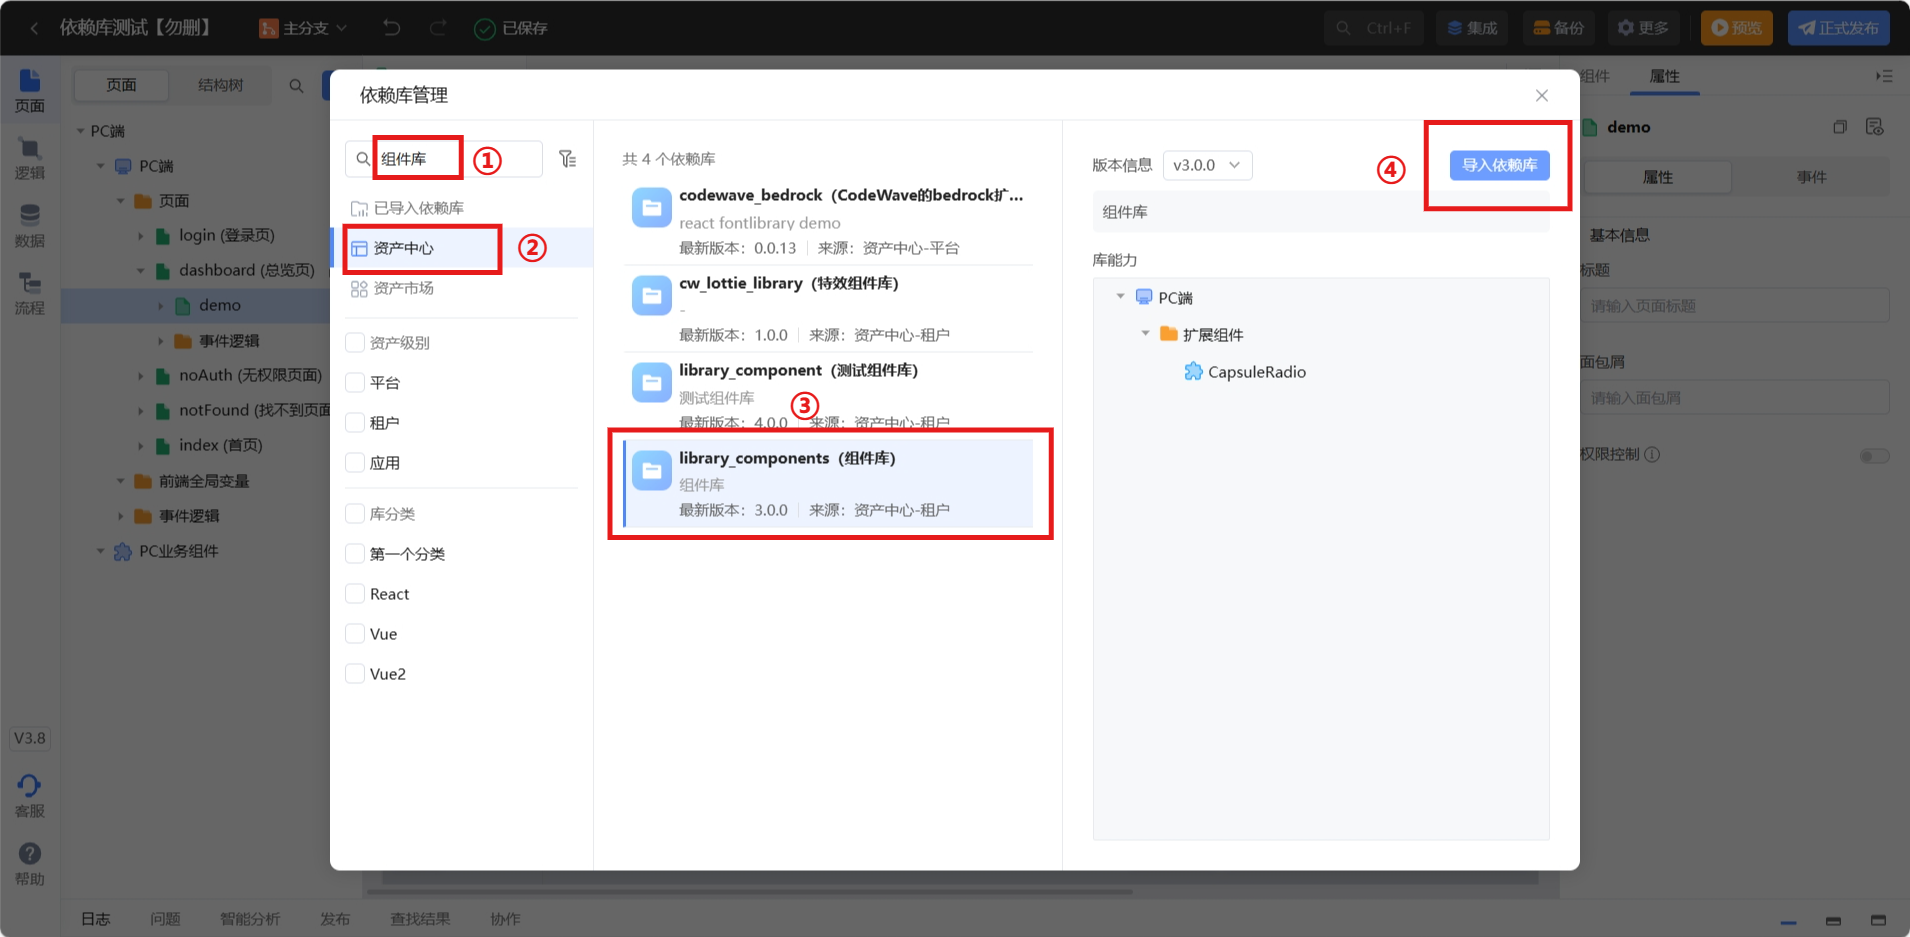 依赖库测试【勿删】 主分支 已保存 Ctrl+F 集成 备份 更多 预览 正式发布
页面
逻辑
数据
流程
V3.8
客服
帮助
页面 结构树
PC端
PC端
页面
login (登录页)
dashboard (总览页)
demo
事件逻辑
noAuth (无权限页面)
notFound (找不到页面
index (首页)
前端全局变量
事件逻辑
PC业务组件
依赖库管理
组件库 ①
已导入依赖库
资产中心 ②
资产市场
资产级别
平台
租户
应用
库分类
第一个分类
React
Vue
Vue2
共 4 个依赖库
codewave_bedrock（CodeWave的bedrock扩...
react fontlibrary demo
最新版本：0.0.13 来源：资产中心-平台
cw_lottie_library（特效组件库）
-
最新版本：1.0.0 来源：资产中心-租户
library_component（测试组件库）
测试组件库
③
最新版本：4.0.0 来源：资产中心-租户
library_components（组件库）
组件库
最新版本：3.0.0 来源：资产中心-租户
版本信息 v3.0.0 ④ 导入依赖库
组件库
库能力
PC端
扩展组件
CapsuleRadio
组件 属性
demo
属性 事件
基本信息
标题
请输入页面标题
面包屑
请输入面包屑
权限控制
日志 问题 智能分析 发布 查找结果 协作